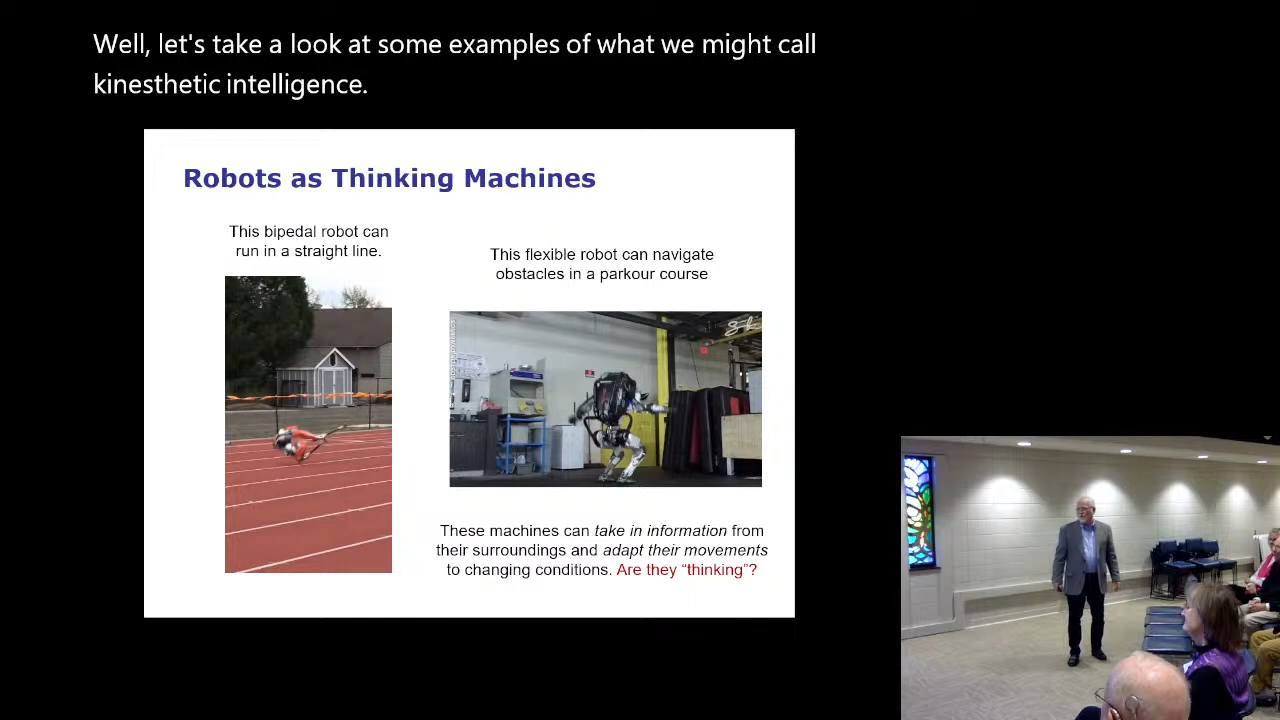 Well, let's take a look at some examples of what we might call
kinesthetic intelligence.
Robots as Thinking Machines
This bipedal robot can
run in a straight line.
This flexible robot can navigate
obstacles in a parkour course
These machines can take in information from
their surroundings and adapt their movements
to changing conditions. Are they “thinking”?